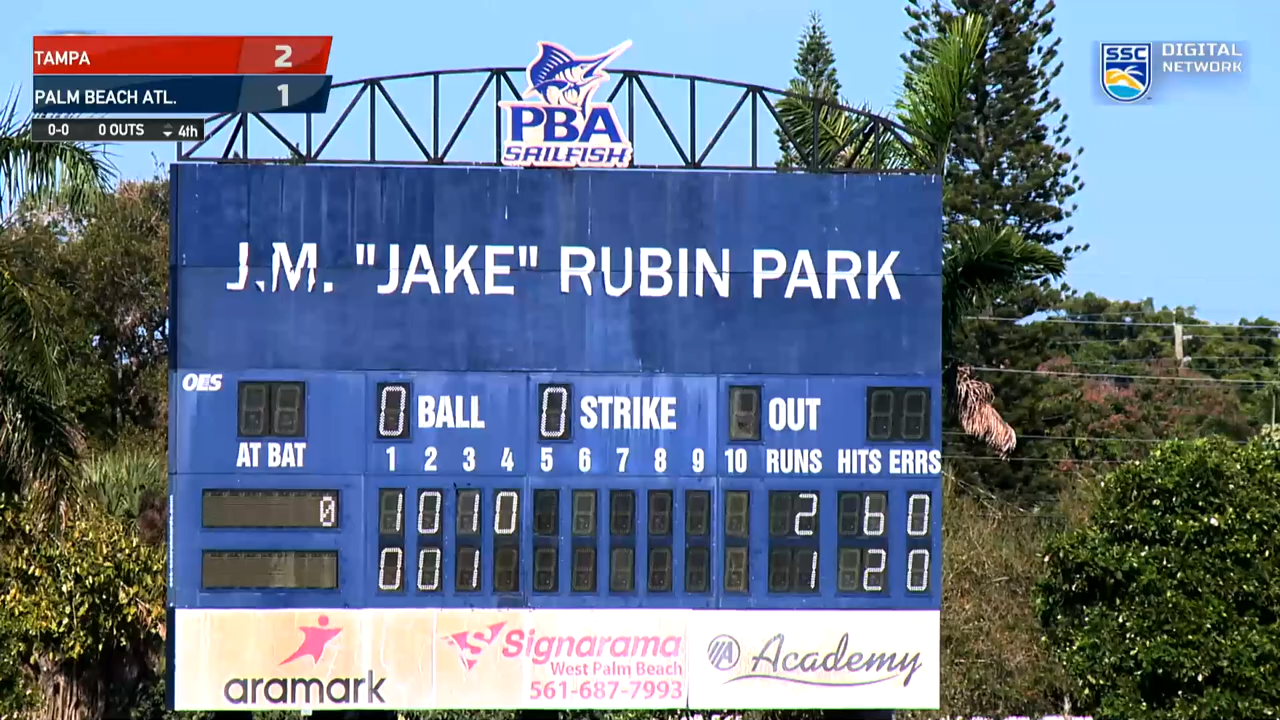 TAMPA 2
PALM BEACH ATL. 1
0-0 0 OUTS 4th
SSC DIGITAL
NETWORK
PBA
SAILFISH
J.M. "JAKE" RUBIN PARK
OES
0 BALL 0 STRIKE OUT
AT BAT 1 2 3 4 5 6 7 8 9 10 RUNS HITS ERRS
0 1 0 1 0 2 6 0
0 0 1 1 2 0
aramark
Signarama
West Palm Beach
561-687-7993
Academy